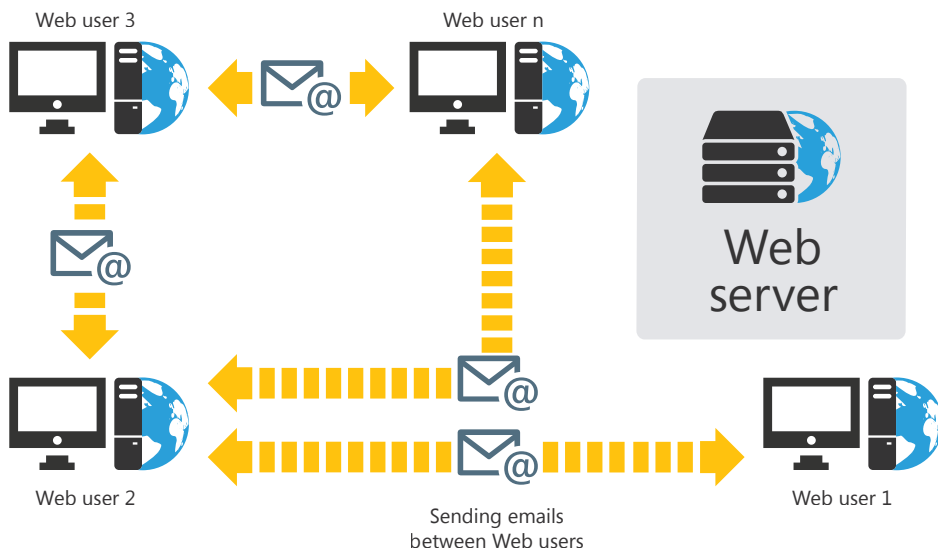 Web user 3
Web user n
Web
server
Web user 2
Web user 1
Sending emails
between Web users